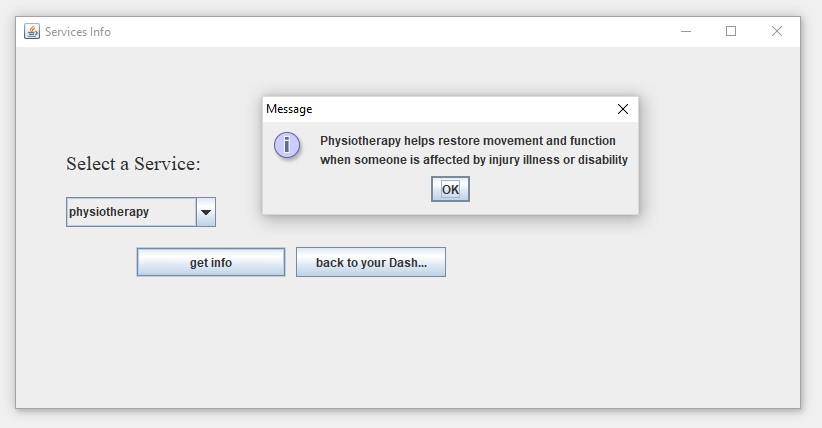 Services Info
Message
Physiotherapy helps restore movement and function
when someone is affected by injury illness or disability
OK
Select a Service:
physiotherapy
get info
back to your Dash...